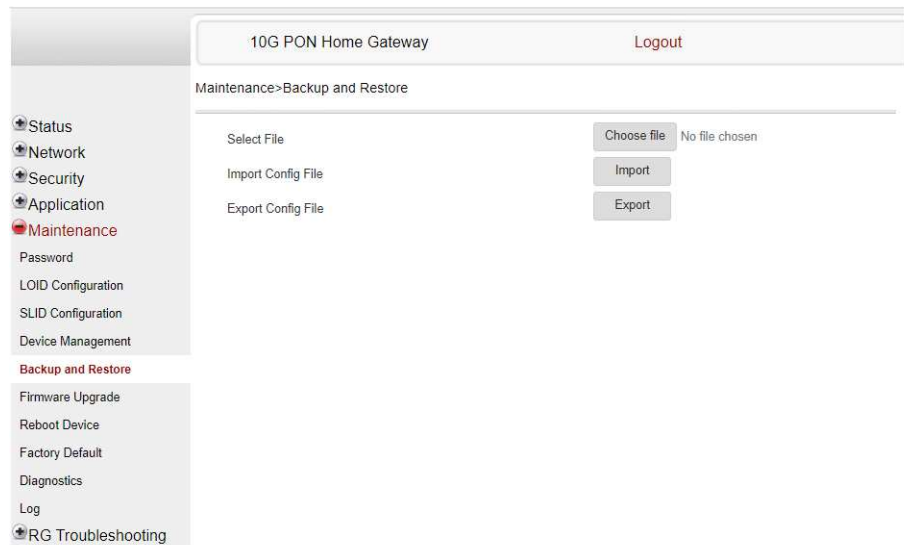 10G PON Home Gateway
Logout
Maintenance>Backup and Restore
Status
Network
Security
Application
Maintenance
Password
LOID Configuration
SLID Configuration
Device Management
Backup and Restore
Firmware Upgrade
Reboot Device
Factory Default
Diagnostics
Log
RG Troubleshooting
Select File
Choose file No file chosen
Import Config File
Import
Export Config File
Export